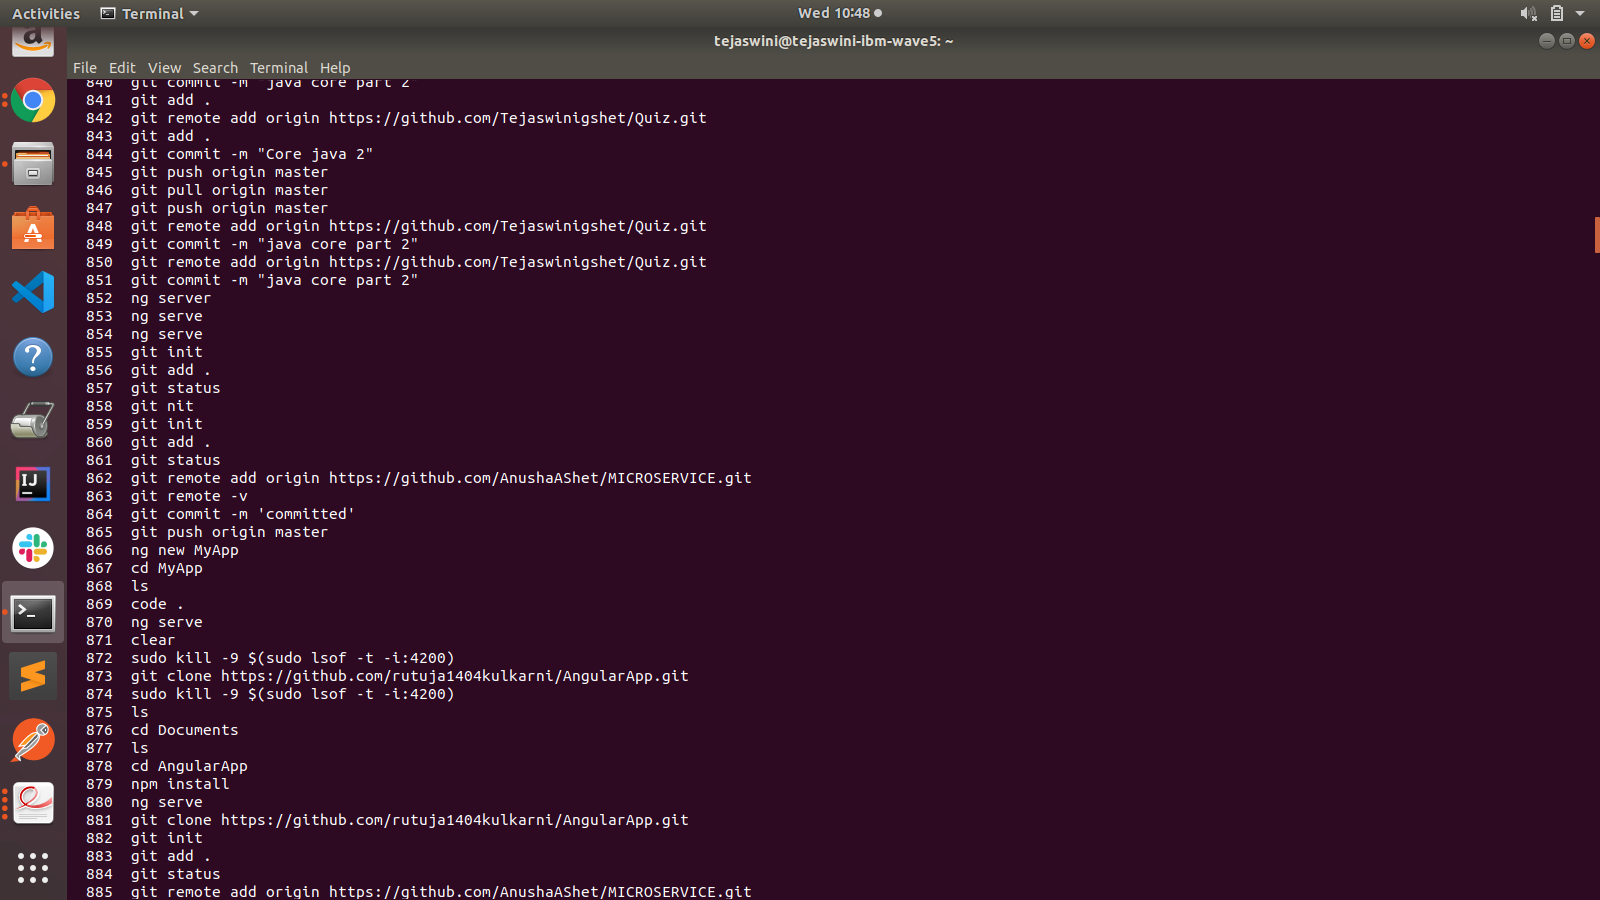 Activities Terminal Wed 10:48
tejaswini@tejaswini-ibm-wave5: ~
File Edit View Search Terminal Help
840 git commit -m "java core part 2"
841 git add .
842 git remote add origin https://github.com/Tejaswinigshet/Quiz.git
843 git add .
844 git commit -m "Core java 2"
845 git push origin master
846 git pull origin master
847 git push origin master
848 git remote add origin https://github.com/Tejaswinigshet/Quiz.git
849 git commit -m "java core part 2"
850 git remote add origin https://github.com/Tejaswinigshet/Quiz.git
851 git commit -m "java core part 2"
852 ng server
853 ng serve
854 ng serve
855 git init
856 git add .
857 git status
858 git nit
859 git init
860 git add .
861 git status
862 git remote add origin https://github.com/AnushaAShet/MICROSERVICE.git
863 git remote -v
864 git commit -m 'committed'
865 git push origin master
866 ng new MyApp
867 cd MyApp
868 ls
869 code .
870 ng serve
871 clear
872 sudo kill -9 $(sudo lsof -t -i:4200)
873 git clone https://github.com/rutuja1404kulkarni/AngularApp.git
874 sudo kill -9 $(sudo lsof -t -i:4200)
875 ls
876 cd Documents
877 ls
878 cd AngularApp
879 npm install
880 ng serve
881 git clone https://github.com/rutuja1404kulkarni/AngularApp.git
882 git init
883 git add .
884 git status
885 git remote add origin https://github.com/AnushaAShet/MICROSERVICE.git